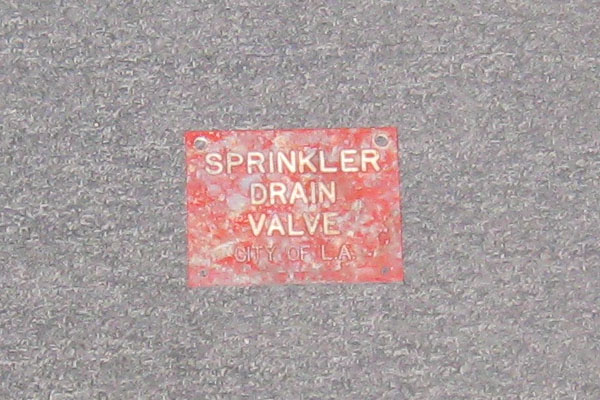 SPRINKLER
DRAIN
VALVE
CITY OF L.A.